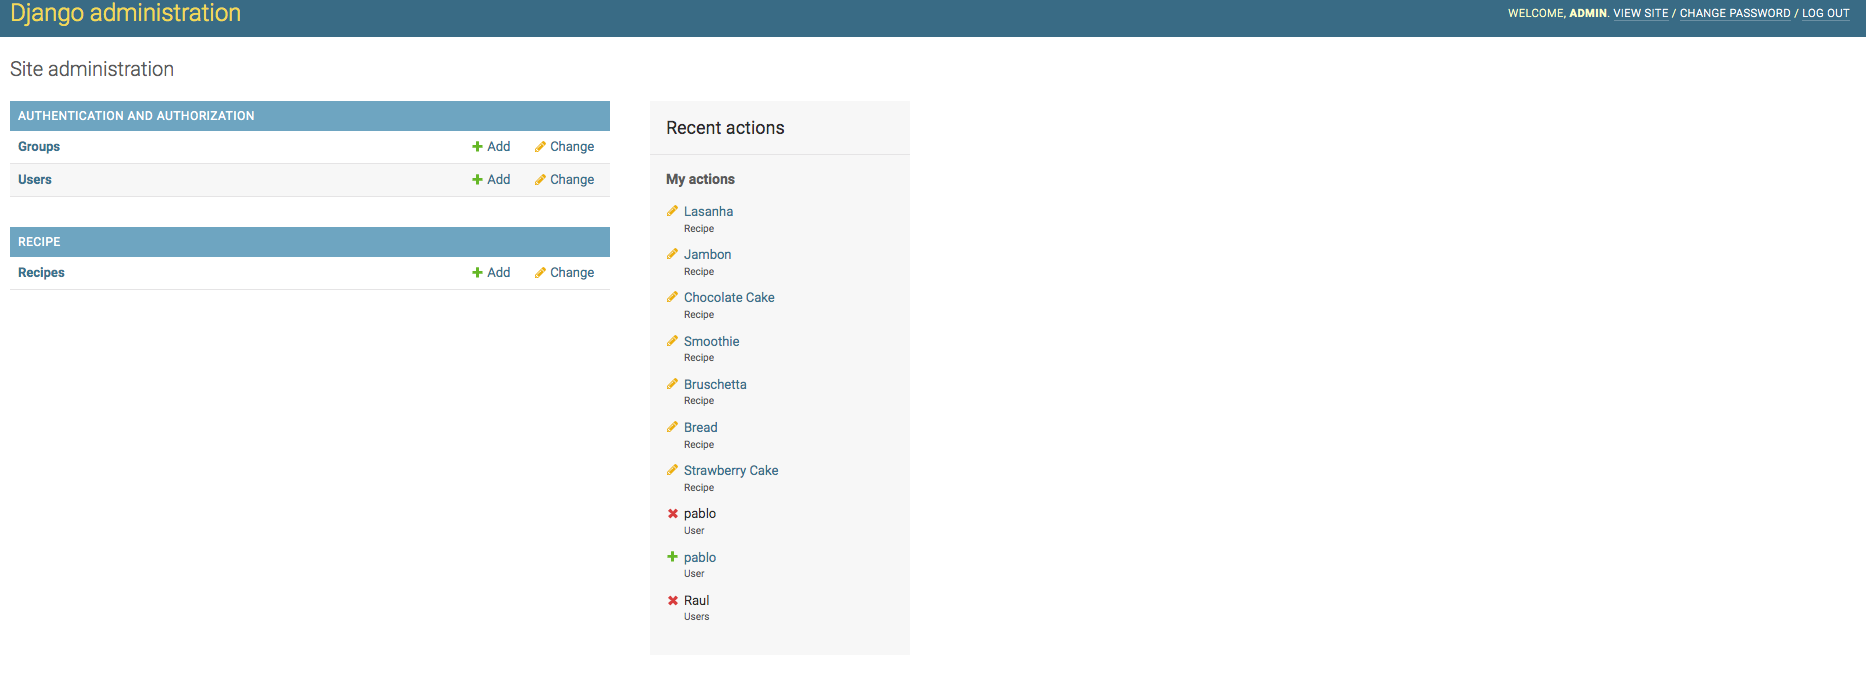 Django administration
WELCOME, ADMIN. VIEW SITE / CHANGE PASSWORD / LOG OUT
Site administration
AUTHENTICATION AND AUTHORIZATION
Groups Add Change
Users Add Change
RECIPE
Recipes Add Change
Recent actions
My actions
Lasanha
Recipe
Jambon
Recipe
Chocolate Cake
Recipe
Smoothie
Recipe
Bruschetta
Recipe
Bread
Recipe
Strawberry Cake
Recipe
pablo
User
pablo
User
Raul
Users